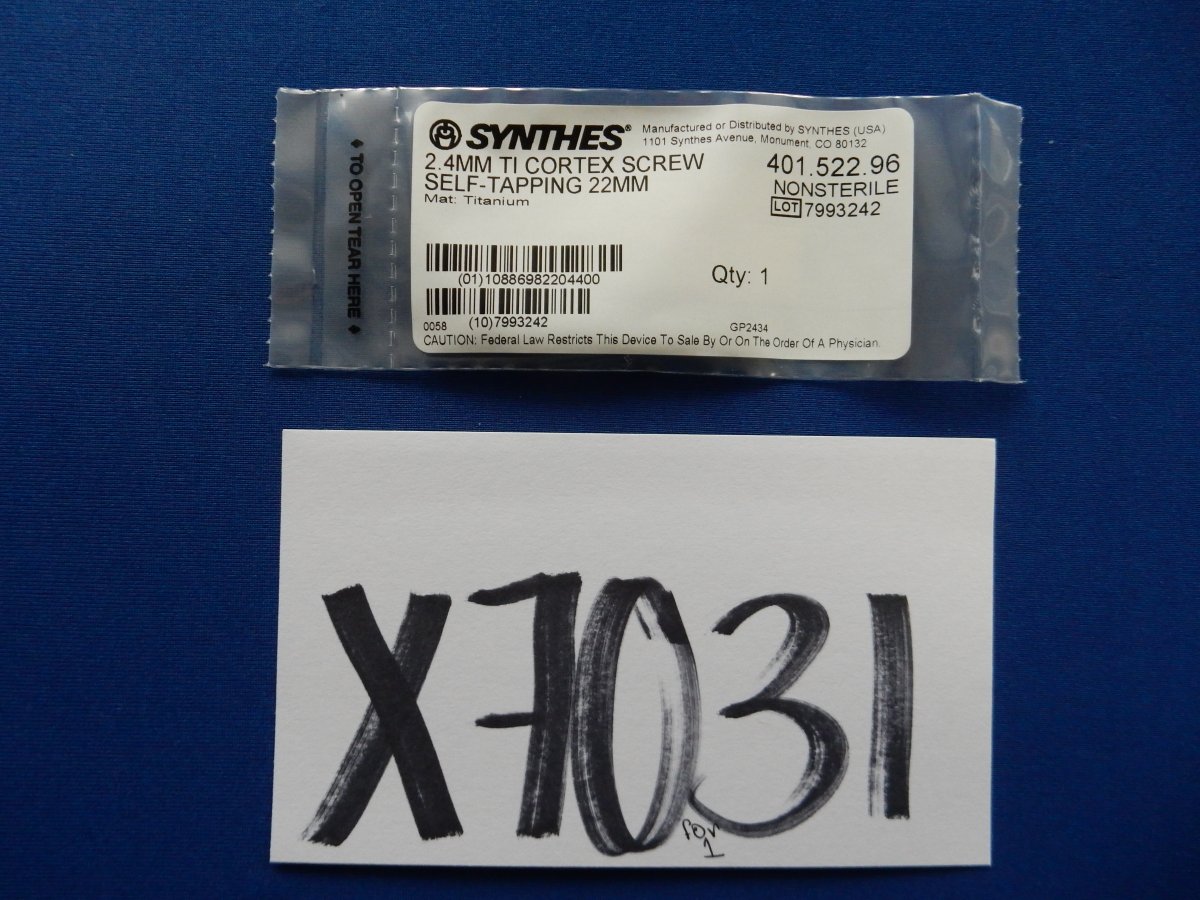 ◆ TO OPEN TEAR HERE ◆
SYNTHES® Manufactured or Distributed by SYNTHES (USA)
1101 Synthes Avenue, Monument, CO 80132
2.4MM TI CORTEX SCREW 401.522.96
SELF-TAPPING 22MM NONSTERILE
Mat: Titanium LOT 7993242
(01)10886982204400 Qty: 1
(10)7993242
0058 GP2434
CAUTION: Federal Law Restricts This Device To Sale By Or On The Order Of A Physician.
X7031
for
1